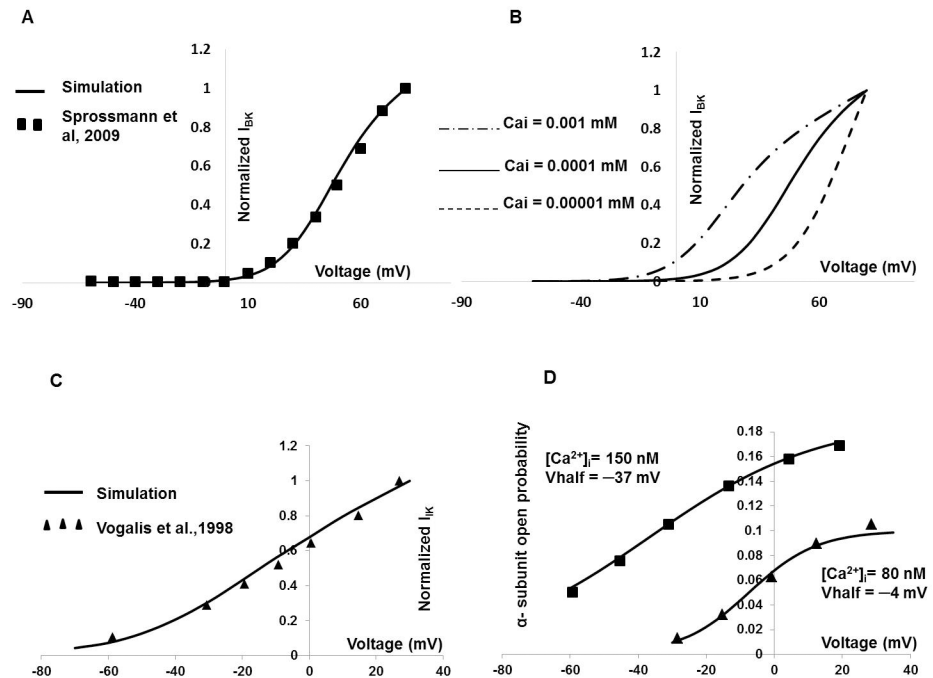 A
1.2
1
0.8
0.6
0.4
0.2
Normalized IBK
Simulation
Sprossmann et
al, 2009
Voltage (mV)
-90
-40
10
60
B
1.2
1
0.8
0.6
0.4
0.2
0
Normalized IBK
Cai = 0.001 mM
Cai = 0.0001 mM
Cai = 0.00001 mM
Voltage (mV)
-90
-40
10
60
C
1.2
1
0.8
0.6
0.4
0.2
0
Simulation
Vogalis et al.,1998
Normalized IIK
Voltage (mV)
-80
-60
-40
-20
0
20
40
D
α- subunit open probability
0.18
0.16
0.14
0.12
0.1
0.08
0.06
0.04
0.02
0
[Ca²⁺]i= 150 nM
Vhalf = −37 mV
[Ca²⁺]i= 80 nM
Vhalf = −4 mV
Voltage (mV)
-80
-60
-40
-20
0
20
40